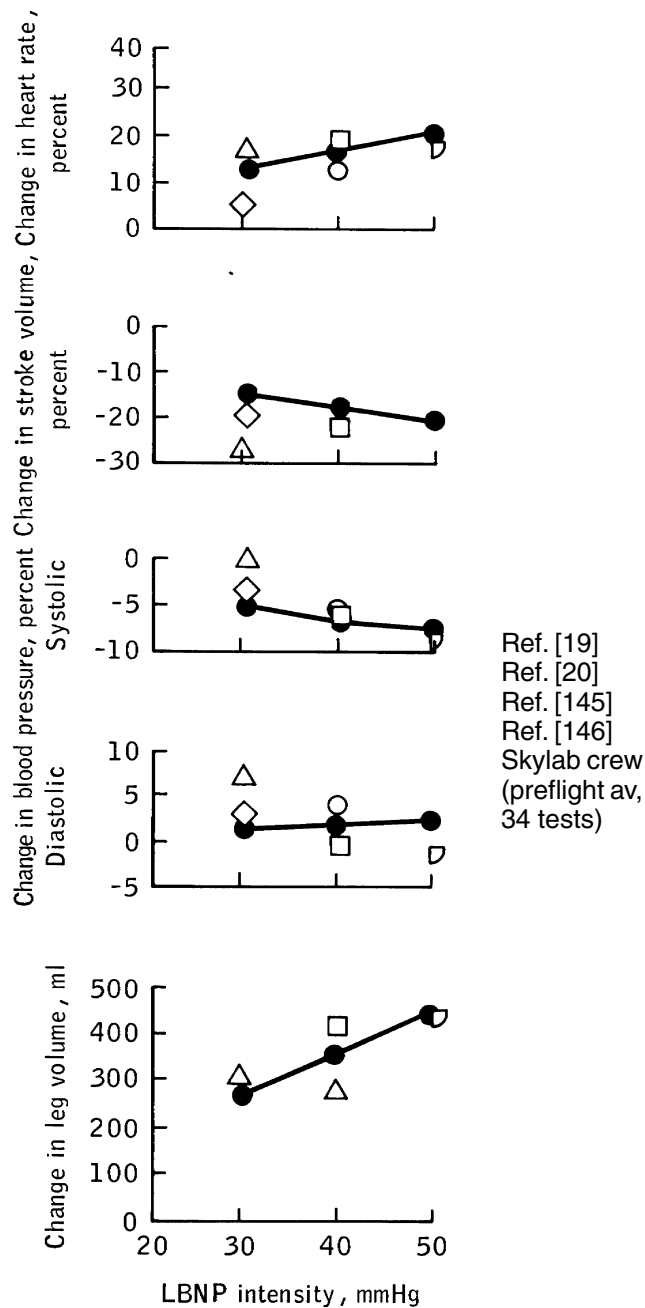 Change in heart rate,
percent
40
30
20
10
0
Change in stroke volume,
percent
0
-10
-20
-30
Change in blood pressure, percent
Systolic
0
-5
-10
Diastolic
10
5
0
-5
Ref. [19]
Ref. [20]
Ref. [145]
Ref. [146]
Skylab crew
(preflight av,
34 tests)
Change in leg volume, ml
500
400
300
200
100
0
20 30 40 50
LBNP intensity, mmHg